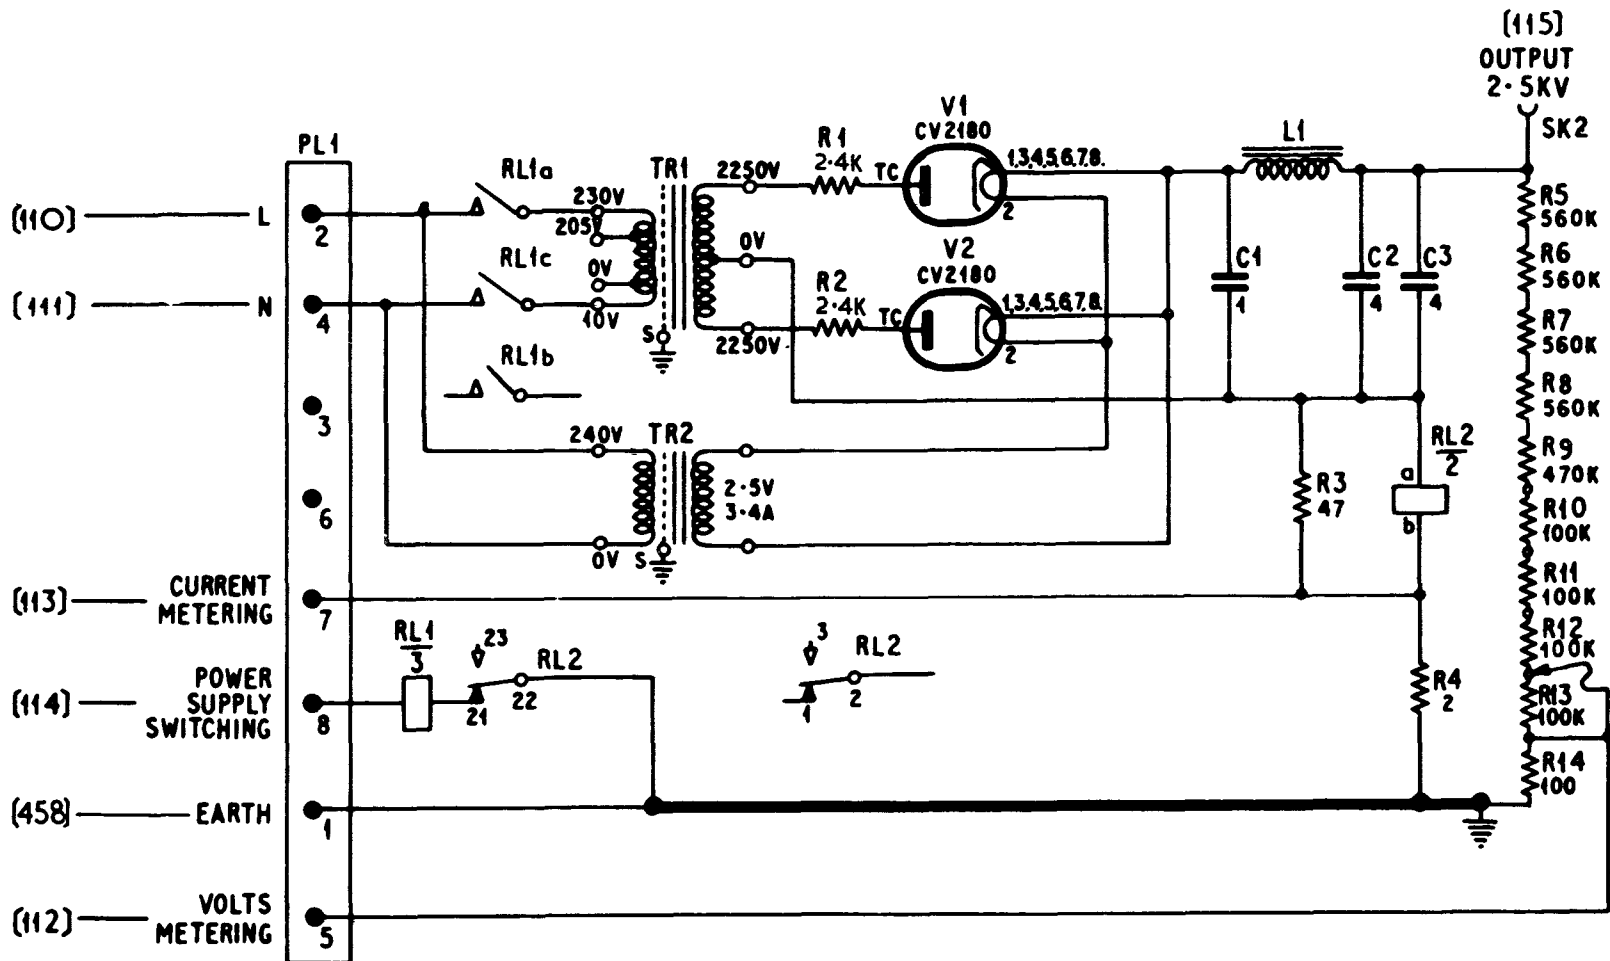 [115]
OUTPUT
2·5KV
SK2
PL1
[110]
L
2
RL1a
230V
205V
TR1
2250V
R1
2·4K
TC
V1
CV2180
1,3,4,5,6,7,8.
2
L1
[111]
N
4
RL1c
0V
10V
S
0V
2250V
R2
2·4K
TC
V2
CV2180
1,3,4,5,6,7,8.
2
C1
1
C2
4
C3
4
R5
560K
R6
560K
R7
560K
R8
560K
R9
470K
R10
100K
R11
100K
R12
100K
R13
100K
R14
100
RL1b
3
6
240V
TR2
0V
S
2·5V
3·4A
R3
47
RL2
2
a
b
[113]
CURRENT
METERING
7
RL1
3
23
RL2
21
22
3
RL2
1
2
R4
2
[114]
POWER
SUPPLY
SWITCHING
8
[458]
EARTH
1
[112]
VOLTS
METERING
5